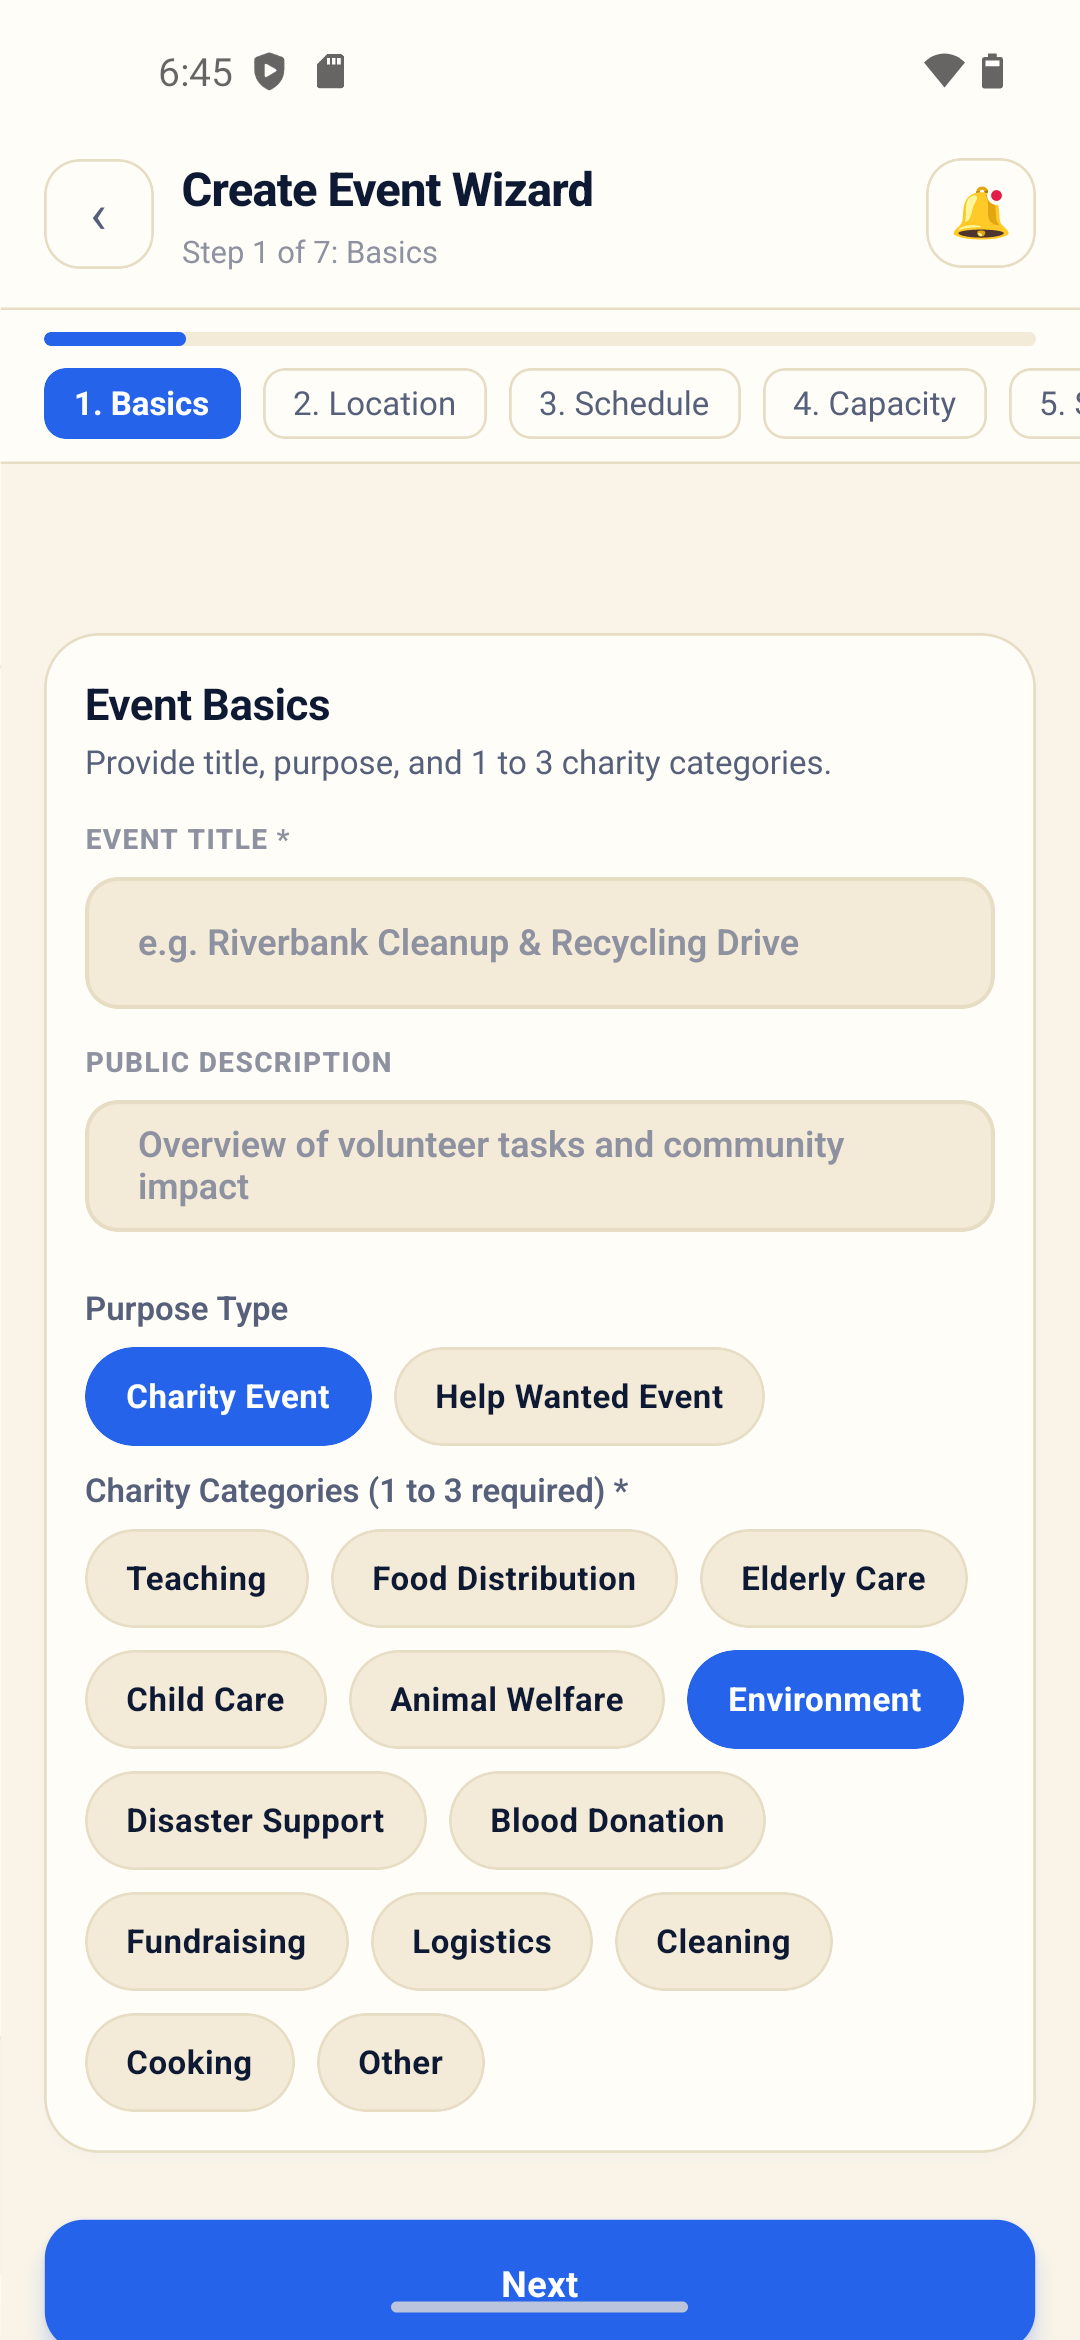 6:45
Create Event Wizard
Step 1 of 7: Basics
1. Basics
2. Location
3. Schedule
4. Capacity
5.
Event Basics
Provide title, purpose, and 1 to 3 charity categories.
EVENT TITLE *
e.g. Riverbank Cleanup & Recycling Drive
PUBLIC DESCRIPTION
Overview of volunteer tasks and community
impact
Purpose Type
Charity Event
Help Wanted Event
Charity Categories (1 to 3 required) *
Teaching
Food Distribution
Elderly Care
Child Care
Animal Welfare
Environment
Disaster Support
Blood Donation
Fundraising
Logistics
Cleaning
Cooking
Other
Next